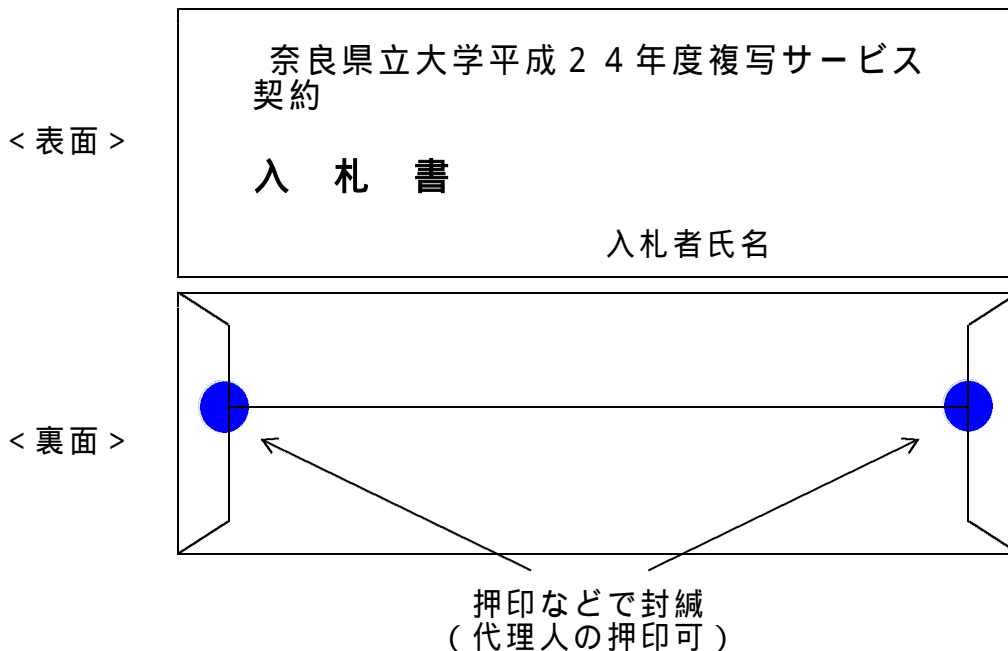 奈良県立大学平成２４年度複写サービス
契約
＜表面＞
入　札　書
入札者氏名
＜裏面＞
押印などで封緘
（代理人の押印可）